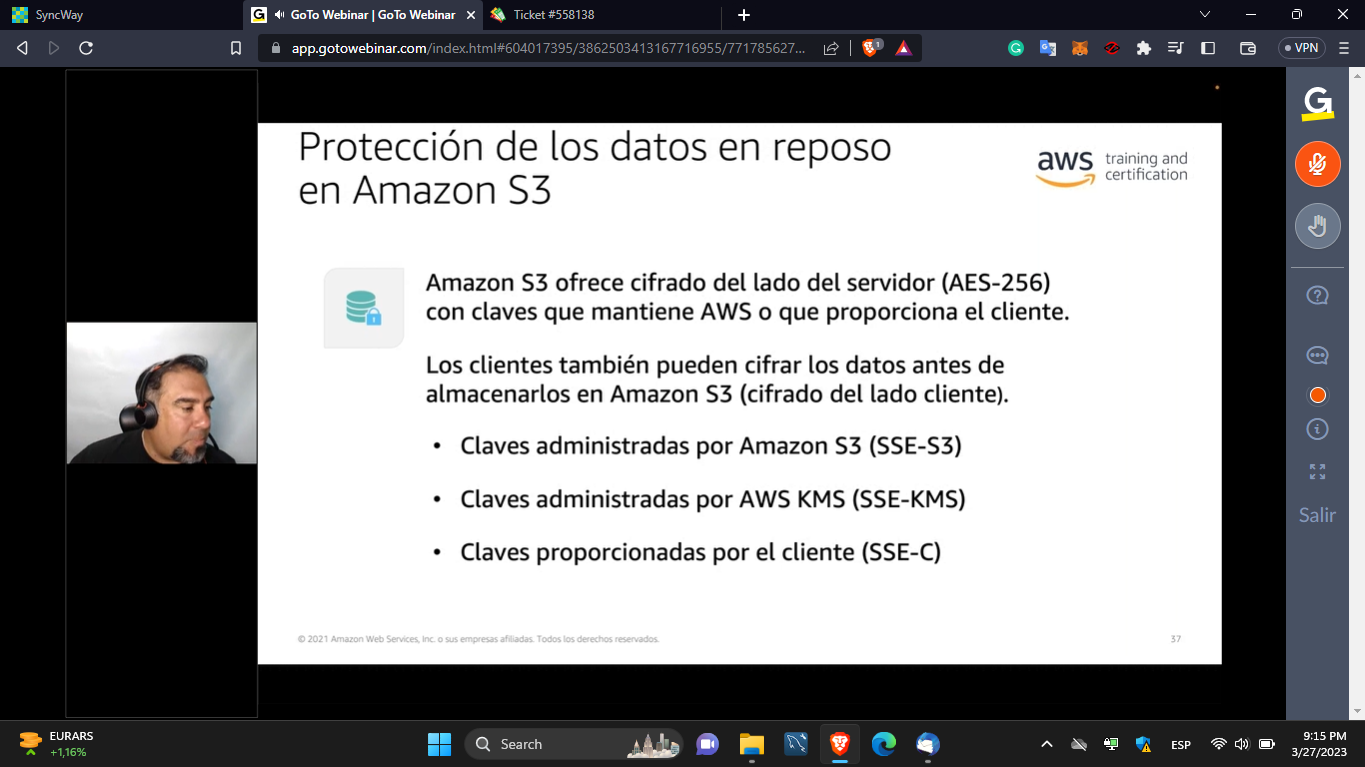 SyncWay
GoTo Webinar | GoTo Webinar
Ticket #558138
app.gotowebinar.com/index.html#604017395/3862503413167716955/771785627...
1
VPN
Protección de los datos en reposo
en Amazon S3
aws training and
certification
Amazon S3 ofrece cifrado del lado del servidor (AES-256)
con claves que mantiene AWS o que proporciona el cliente.
Los clientes también pueden cifrar los datos antes de
almacenarlos en Amazon S3 (cifrado del lado cliente).
• Claves administradas por Amazon S3 (SSE-S3)
• Claves administradas por AWS KMS (SSE-KMS)
• Claves proporcionadas por el cliente (SSE-C)
© 2021 Amazon Web Services, Inc. o sus empresas afiliadas. Todos los derechos reservados.
37
G
Salir
EURARS
+1,16%
Search
ESP
9:15 PM
3/27/2023